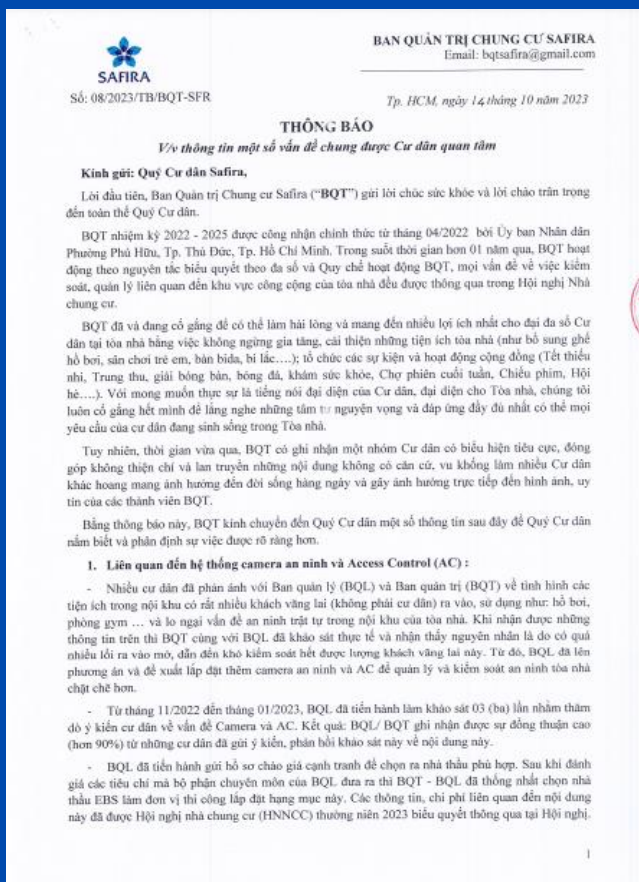 SAFIRA
Số: 08/2023/TB/BQT-SFR
BAN QUẢN TRỊ CHUNG CƯ SAFIRA
Email: bqtsafira@gmail.com
Tp. HCM, ngày 14 tháng 10 năm 2023
THÔNG BÁO
V/v thông tin một số vấn đề chung được Cư dân quan tâm
Kính gửi: Quý Cư dân Safira,
Lời đầu tiên, Ban Quản trị Chung cư Safira (“BQT”) gửi lời chúc sức khỏe và lời chào trân trọng
đến toàn thể Quý Cư dân.
BQT nhiệm kỳ 2022 - 2025 được công nhận chính thức từ tháng 04/2022 bởi Ủy ban Nhân dân
Phường Phú Hữu, Tp. Thủ Đức, Tp. Hồ Chí Minh. Trong suốt thời gian hơn 01 năm qua, BQT hoạt
động theo nguyên tắc biểu quyết theo đa số và Quy chế hoạt động BQT, mọi vấn đề về việc kiểm
soát, quản lý liên quan đến khu vực công cộng của tòa nhà đều được thông qua trong Hội nghị Nhà
chung cư.
BQT đã và đang cố gắng để có thể làm hài lòng và mang đến nhiều lợi ích nhất cho đại đa số Cư
dân tại tòa nhà bằng việc không ngừng gia tăng, cải thiện những tiện ích tòa nhà (như bổ sung ghế
hồ bơi, sân chơi trẻ em, bàn bida, bi lắc….); tổ chức các sự kiện và hoạt động cộng đồng (Tết thiếu
nhi, Trung thu, giải bóng bàn, bóng đá, khám sức khỏe, Chợ phiên cuối tuần, Chiếu phim, Hội
hè….). Với mong muốn thực sự là tiếng nói đại diện của Cư dân, đại diện cho Tòa nhà, chúng tôi
luôn cố gắng hết mình để lắng nghe những tâm tư nguyện vọng và đáp ứng đầy đủ nhất có thể mọi
yêu cầu của cư dân đang sinh sống trong Tòa nhà.
Tuy nhiên, thời gian vừa qua, BQT có ghi nhận một nhóm Cư dân có biểu hiện tiêu cực, đóng
góp không thiện chí và lan truyền những nội dung không có căn cứ, vu khống làm nhiều Cư dân
khác hoang mang ảnh hưởng đến đời sống hàng ngày và gây ảnh hưởng trực tiếp đến hình ảnh, uy
tín của các thành viên BQT.
Bằng thông báo này, BQT kính chuyển đến Quý Cư dân một số thông tin sau đây để Quý Cư dân
nắm biết và phân định sự việc được rõ ràng hơn.
1. Liên quan đến hệ thống camera an ninh và Access Control (AC) :
- Nhiều cư dân đã phản ánh với Ban quản lý (BQL) và Ban quản trị (BQT) về tình hình các
tiện ích trong nội khu có rất nhiều khách vãng lai (không phải cư dân) ra vào, sử dụng như: hồ bơi,
phòng gym … và lo ngại vấn đề an ninh trật tự trong nội khu của tòa nhà. Khi nhận được những
thông tin trên thì BQT cùng với BQL đã khảo sát thực tế và nhận thấy nguyên nhân là do có quá
nhiều lối ra vào mở, dẫn đến khó kiểm soát hết được lượng khách vãng lai này. Từ đó, BQL đã lên
phương án và đề xuất lắp đặt thêm camera an ninh và AC để quản lý và kiểm soát an ninh tòa nhà
chặt chẽ hơn.
- Từ tháng 11/2022 đến tháng 01/2023, BQL đã tiến hành làm khảo sát 03 (ba) lần nhằm thăm
dò ý kiến cư dân về vấn đề Camera và AC. Kết quả: BQL/ BQT ghi nhận được sự đồng thuận cao
(hơn 90%) từ những cư dân đã gửi ý kiến, phản hồi khảo sát này về nội dung này.
- BQL đã tiến hành gửi hồ sơ chào giá cạnh tranh để chọn ra nhà thầu phù hợp. Sau khi đánh
giá các tiêu chí mà bộ phận chuyên môn của BQL đưa ra thì BQT - BQL đã thống nhất chọn nhà
thầu EBS làm đơn vị thi công lắp đặt hạng mục này. Các thông tin, chi phí liên quan đến nội dung
này đã được Hội nghị nhà chung cư (HNNCC) thường niên 2023 biểu quyết thông qua tại Hội nghị.
1